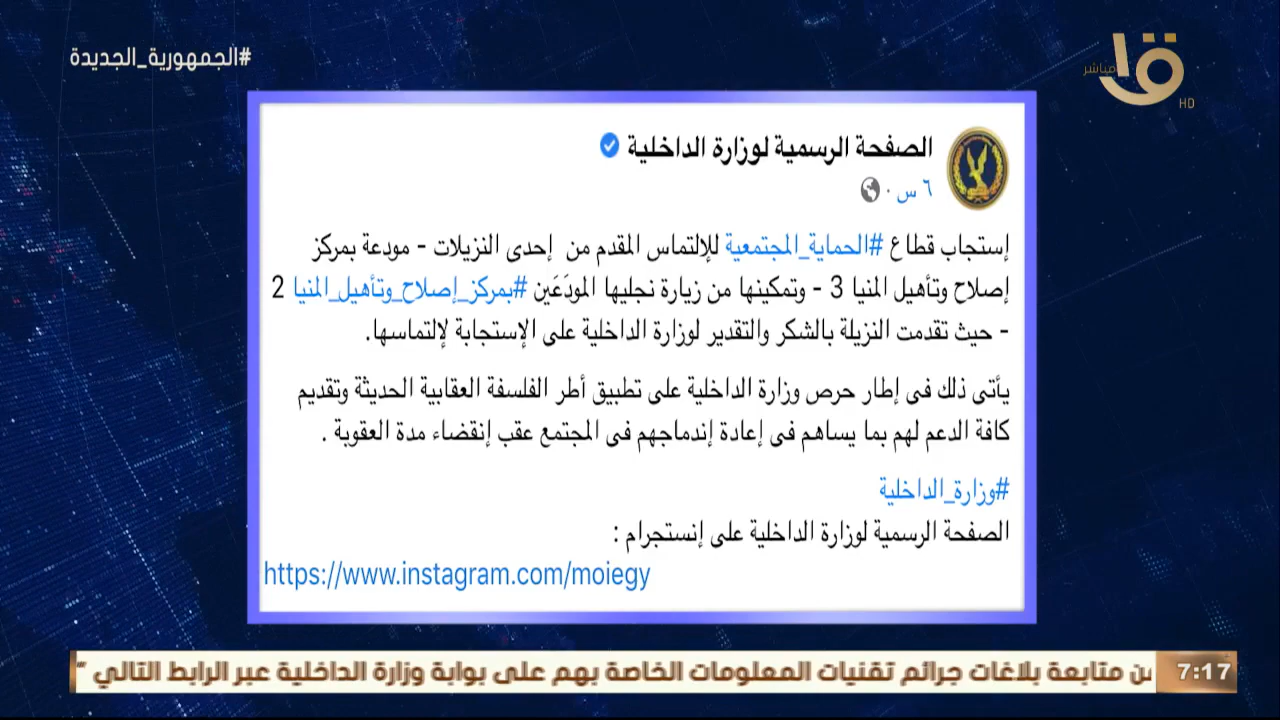 #الجمهورية_الجديدة
مباشر
HD
الصفحة الرسمية لوزارة الداخلية
٦ س ·
إستجاب قطاع #الحماية_المجتمعية للإلتماس المقدم من إحدى النزيلات - مودعة بمركز
إصلاح وتأهيل المنيا 3 - وتمكينها من زيارة نجليها المودَعَين #بمركز_إصلاح_وتأهيل_المنيا 2
- حيث تقدمت النزيلة بالشكر والتقدير لوزارة الداخلية على الإستجابة لإلتماسها.
يأتى ذلك فى إطار حرص وزارة الداخلية على تطبيق أطر الفلسفة العقابية الحديثة وتقديم
كافة الدعم لهم بما يساهم فى إعادة إندماجهم فى المجتمع عقب إنقضاء مدة العقوبة .
#وزارة_الداخلية
الصفحة الرسمية لوزارة الداخلية على إنستجرام :
https://www.instagram.com/moiegy
7:17
متابعة بلاغات جرائم تقنيات المعلومات الخاصة بهم على بوابة وزارة الداخلية عبر الرابط التالي "